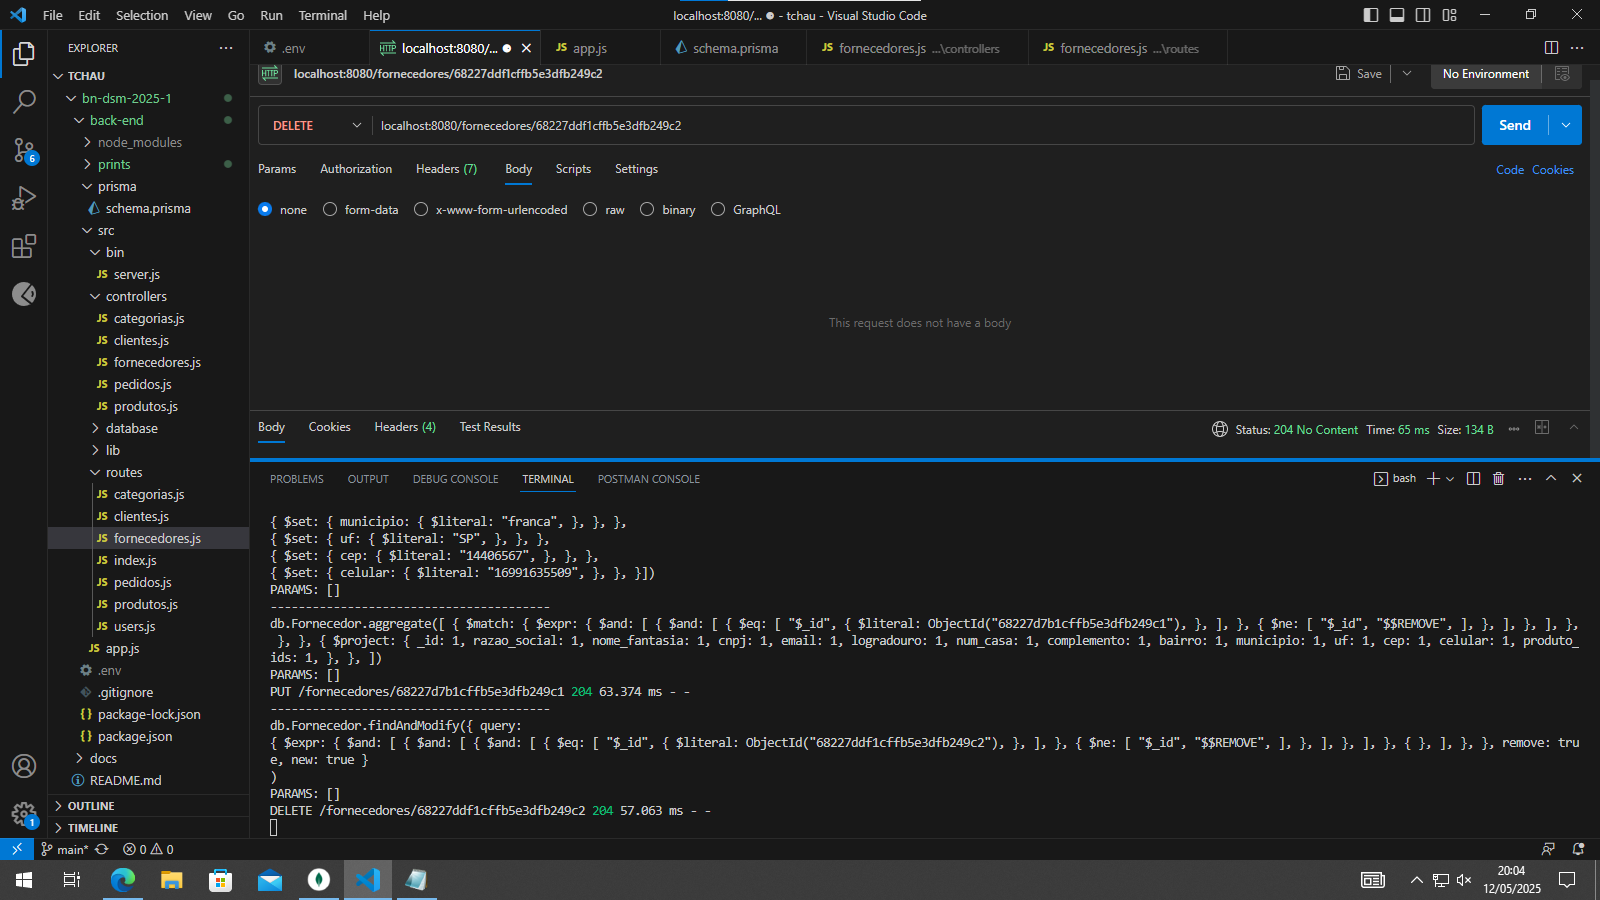 File Edit Selection View Go Run Terminal Help
localhost:8080/... ● - tchau - Visual Studio Code
EXPLORER
TCHAU
bn-dsm-2025-1
back-end
node_modules
prints
prisma
schema.prisma
src
bin
server.js
controllers
categorias.js
clientes.js
fornecedores.js
pedidos.js
produtos.js
database
lib
routes
categorias.js
clientes.js
fornecedores.js
index.js
pedidos.js
produtos.js
users.js
app.js
.env
.gitignore
package-lock.json
package.json
docs
README.md
OUTLINE
TIMELINE
6
1
.env
HTTP localhost:8080/...
JS app.js
schema.prisma
JS fornecedores.js ...\controllers
JS fornecedores.js ...\routes
HTTP localhost:8080/fornecedores/68227ddf1cffb5e3dfb249c2
Save No Environment
DELETE localhost:8080/fornecedores/68227ddf1cffb5e3dfb249c2 Send
Params Authorization Headers (7) Body Scripts Settings Code Cookies
none form-data x-www-form-urlencoded raw binary GraphQL
This request does not have a body
Body Cookies Headers (4) Test Results Status: 204 No Content Time: 65 ms Size: 134 B
PROBLEMS OUTPUT DEBUG CONSOLE TERMINAL POSTMAN CONSOLE bash
{ $set: { municipio: { $literal: "franca", }, }, },
{ $set: { uf: { $literal: "SP", }, }, },
{ $set: { cep: { $literal: "14406567", }, }, },
{ $set: { celular: { $literal: "16991635509", }, }, }])
PARAMS: []
----------------------------------------
db.Fornecedor.aggregate([ { $match: { $expr: { $and: [ { $and: [ { $eq: [ "$_id", { $literal: ObjectId("68227d7b1cffb5e3dfb249c1"), }, ], }, { $ne: [ "$_id", "$$REMOVE", ], }, ], }, ], },
}, }, { $project: { _id: 1, razao_social: 1, nome_fantasia: 1, cnpj: 1, email: 1, logradouro: 1, num_casa: 1, complemento: 1, bairro: 1, municipio: 1, uf: 1, cep: 1, celular: 1, produto_
ids: 1, }, }, ])
PARAMS: []
PUT /fornecedores/68227d7b1cffb5e3dfb249c1 204 63.374 ms - -
----------------------------------------
db.Fornecedor.findAndModify({ query:
{ $expr: { $and: [ { $and: [ { $and: [ { $eq: [ "$_id", { $literal: ObjectId("68227ddf1cffb5e3dfb249c2"), }, ], }, { $ne: [ "$_id", "$$REMOVE", ], }, ], }, ], }, { }, ], }, }, remove: tru
e, new: true }
)
PARAMS: []
DELETE /fornecedores/68227ddf1cffb5e3dfb249c2 204 57.063 ms - -
main* 0 0
20:04
12/05/2025